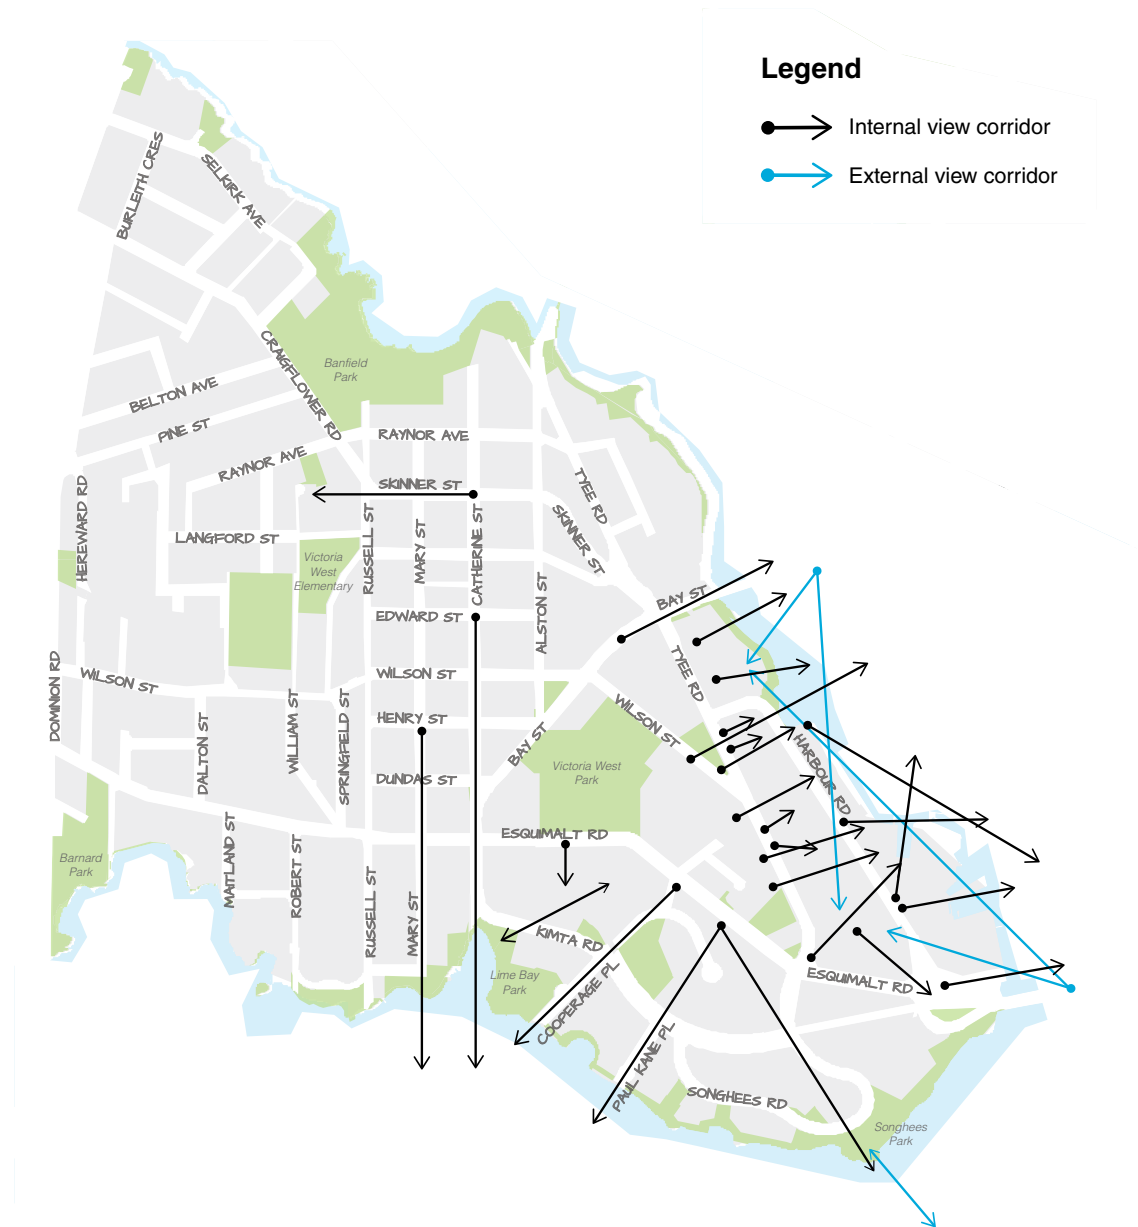 Legend
Internal view corridor
External view corridor
BURLEITH CRES
SELKIRK AVE
CRAIGFLOWER RD
Banfield
Park
BELTON AVE
PINE ST
RAYNOR AVE
RAYNOR AVE
SKINNER ST
TYEE RD
HEREWARD RD
LANGFORD ST
RUSSELL ST
MARY ST
CATHERINE ST
SKINNER ST
Victoria
West
Elementary
ALSTON ST
BAY ST
EDWARD ST
DOMINION RD
WILSON ST
WILSON ST
TYEE RD
WILLIAM ST
SPRINGFIELD ST
HENRY ST
WILSON ST
DALTON ST
BAY ST
HARBOUR RD
Victoria West
Park
DUNDAS ST
ESQUIMALT RD
Barnard
Park
MAITLAND ST
ROBERT ST
RUSSELL ST
MARY ST
KIMTA RD
Lime Bay
Park
COOPERAGE PL
ESQUIMALT RD
PAUL KANE PL
SONGHEES RD
Songhees
Park